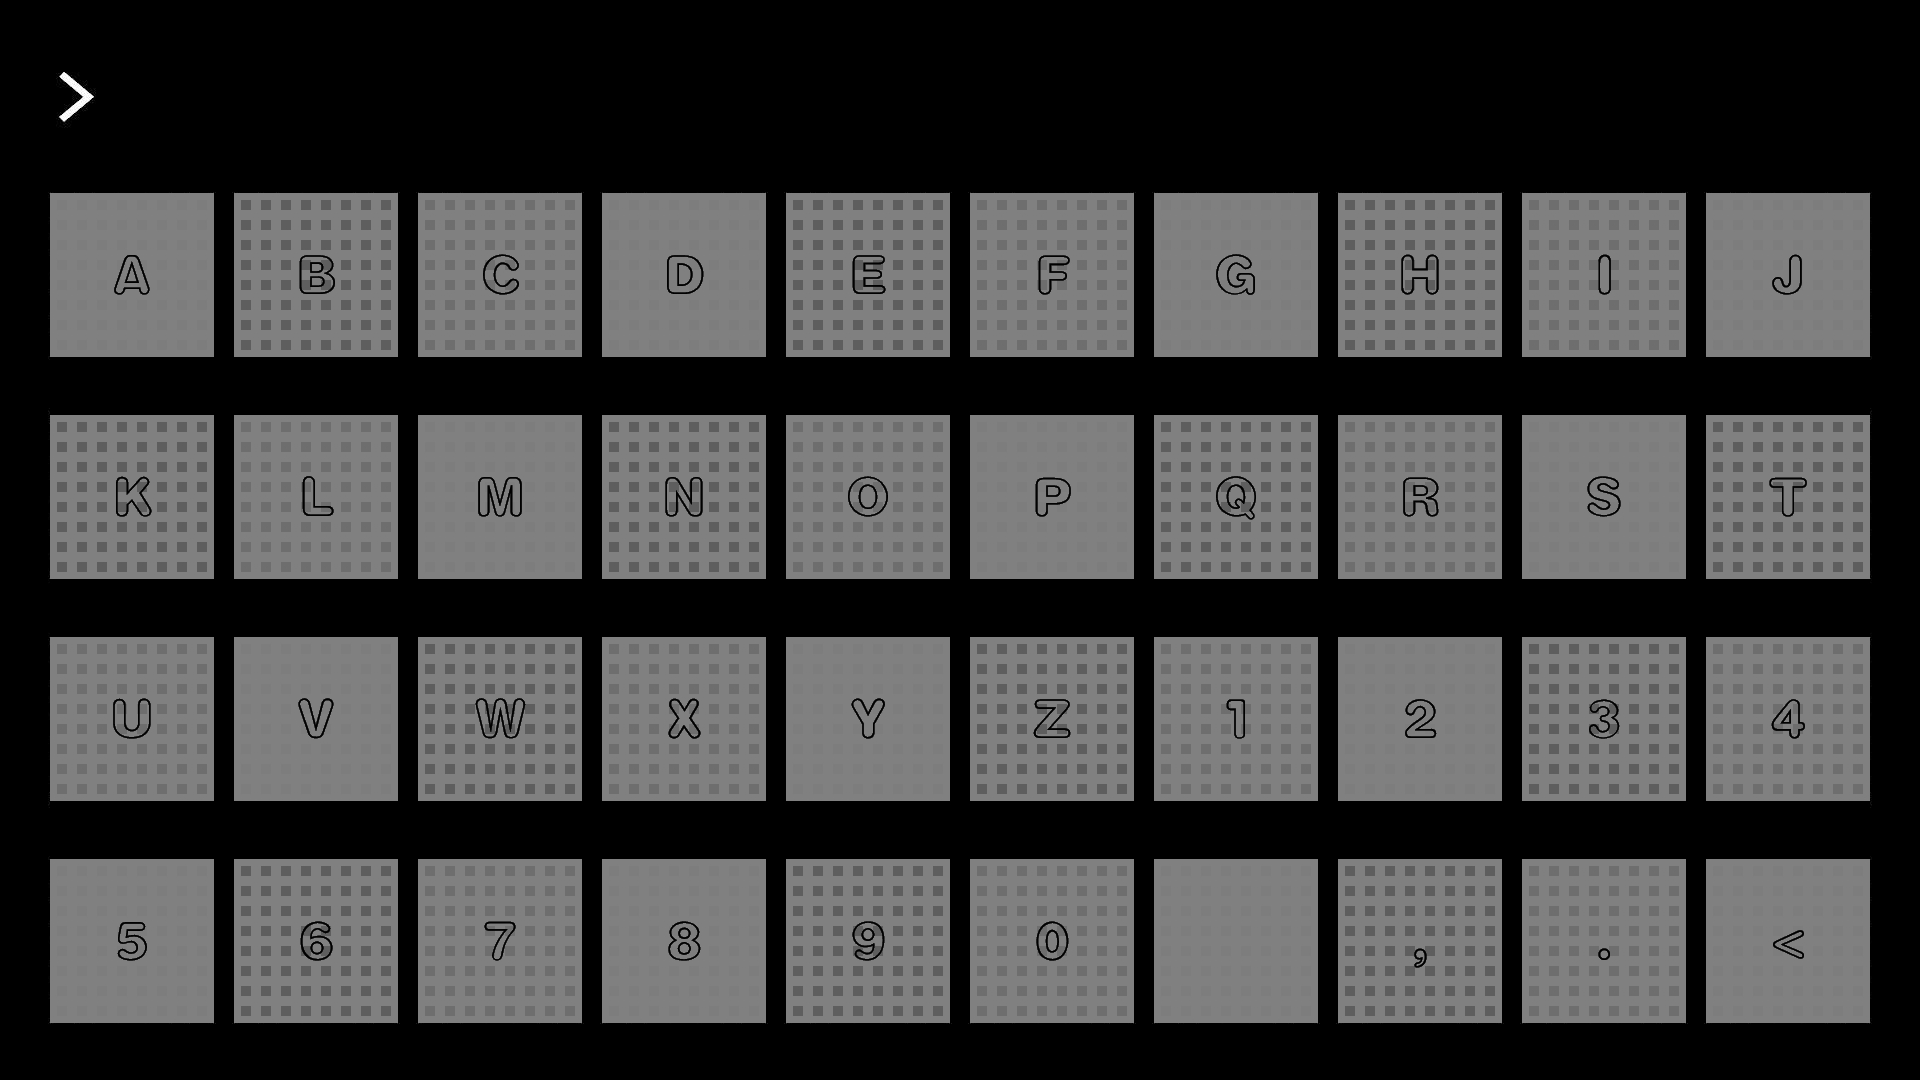 >
A B C D E F G H I J
K L M N O P Q R S T
U V W X Y Z 1 2 3 4
5 6 7 8 9 0 , . <